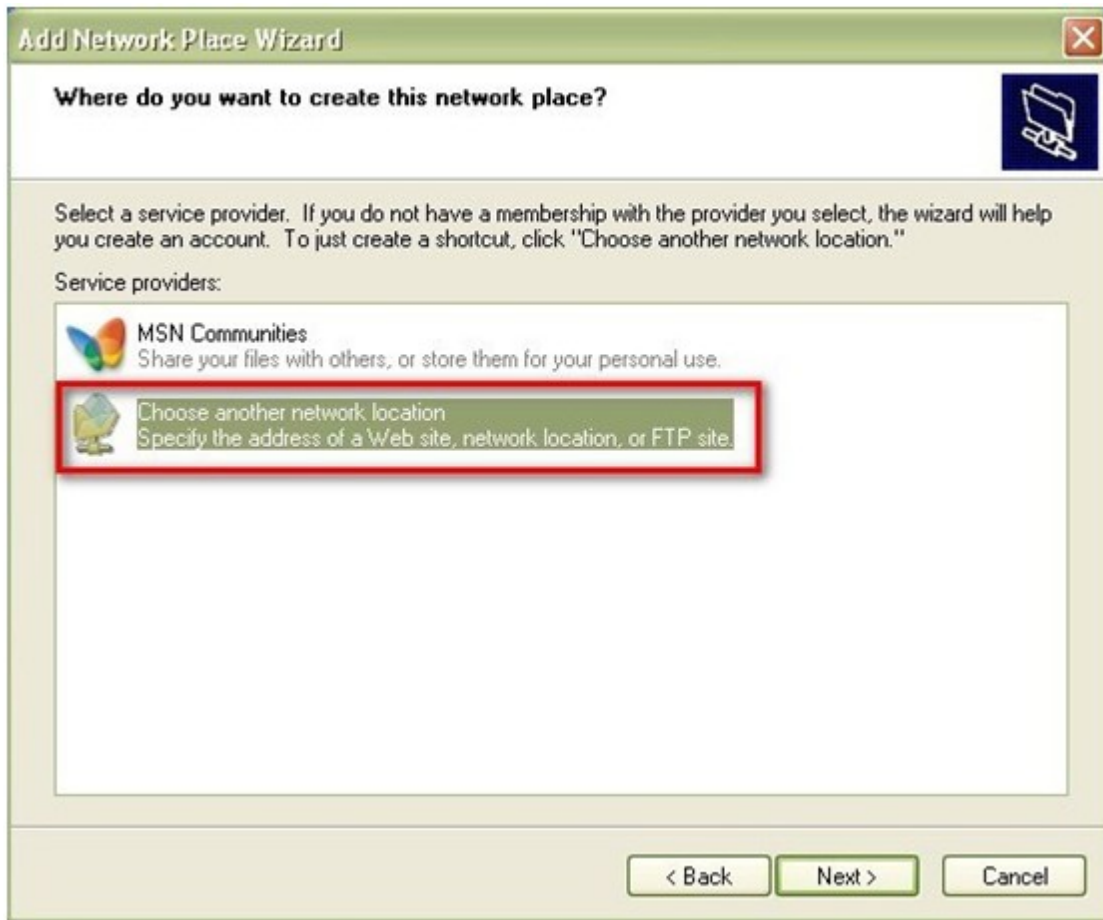 Add Network Place Wizard
Where do you want to create this network place?
Select a service provider.  If you do not have a membership with the provider you select, the wizard will help
you create an account.  To just create a shortcut, click "Choose another network location."
Service providers:
MSN Communities
Share your files with others, or store them for your personal use.
Choose another network location
Specify the address of a Web site, network location, or FTP site.
< Back
Next >
Cancel